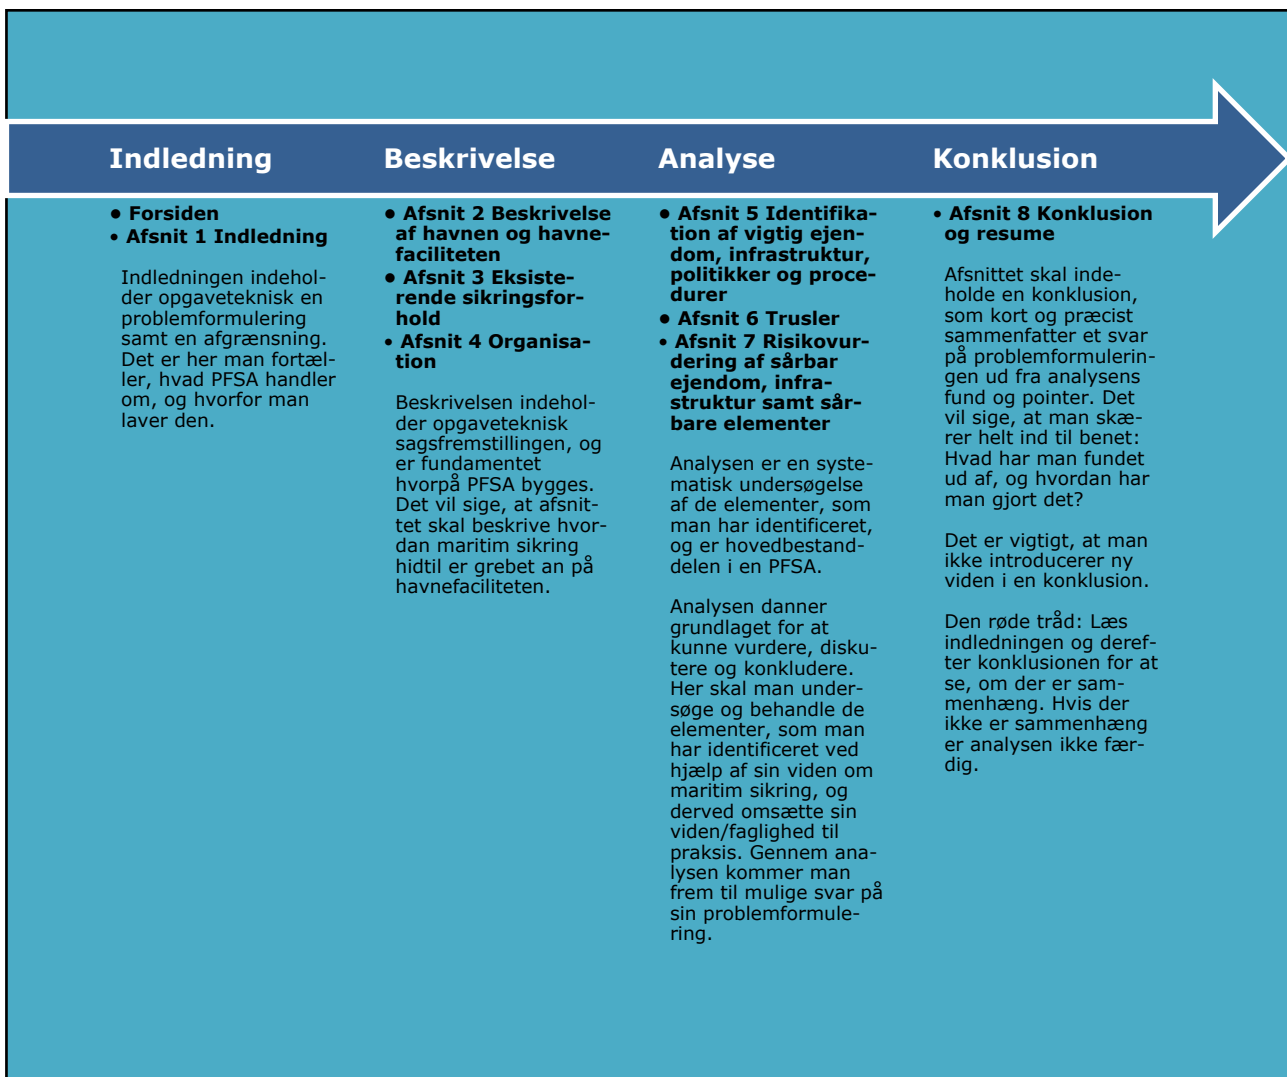 Indledning
• Forsiden
• Afsnit 1 Indledning
Indledningen indehol-
der opgaveteknisk en
problemformulering
samt en afgrænsning.
Det er her man fortæl-
ler, hvad PFSA handler
om, og hvorfor man
laver den.
Beskrivelse
• Afsnit 2 Beskrivelse
af havnen og havne-
faciliteten
• Afsnit 3 Eksiste-
rende sikringsfor-
hold
• Afsnit 4 Organisa-
tion
Beskrivelsen indehol-
der opgaveteknisk
sagsfremstillingen, og
er fundamentet
hvorpå PFSA bygges.
Det vil sige, at afsnit-
tet skal beskrive hvor-
dan maritim sikring
hidtil er grebet an på
havnefaciliteten.
Analyse
• Afsnit 5 Identifika-
tion af vigtig ejen-
dom, infrastruktur,
politikker og proce-
durer
• Afsnit 6 Trusler
• Afsnit 7 Risikovur-
dering af sårbar
ejendom, infra-
struktur samt sår-
bare elementer
Analysen er en syste-
matisk undersøgelse
af de elementer, som
man har identificeret,
og er hovedbestand-
delen i en PFSA.
Analysen danner
grundlaget for at
kunne vurdere, disku-
tere og konkludere.
Her skal man under-
søge og behandle de
elementer, som man
har identificeret ved
hjælp af sin viden om
maritim sikring, og
derved omsætte sin
viden/faglighed til
praksis. Gennem ana-
lysen kommer man
frem til mulige svar på
sin problemformule-
ring.
Konklusion
• Afsnit 8 Konklusion
og resume
Afsnittet skal inde-
holde en konklusion,
som kort og præcist
sammenfatter et svar
på problemformulerin-
gen ud fra analysens
fund og pointer. Det
vil sige, at man skæ-
rer helt ind til benet:
Hvad har man fundet
ud af, og hvordan har
man gjort det?
Det er vigtigt, at man
ikke introducerer ny
viden i en konklusion.
Den røde tråd: Læs
indledningen og deref-
ter konklusionen for at
se, om der er sam-
menhæng. Hvis der
ikke er sammenhæng
er analysen ikke fær-
dig.